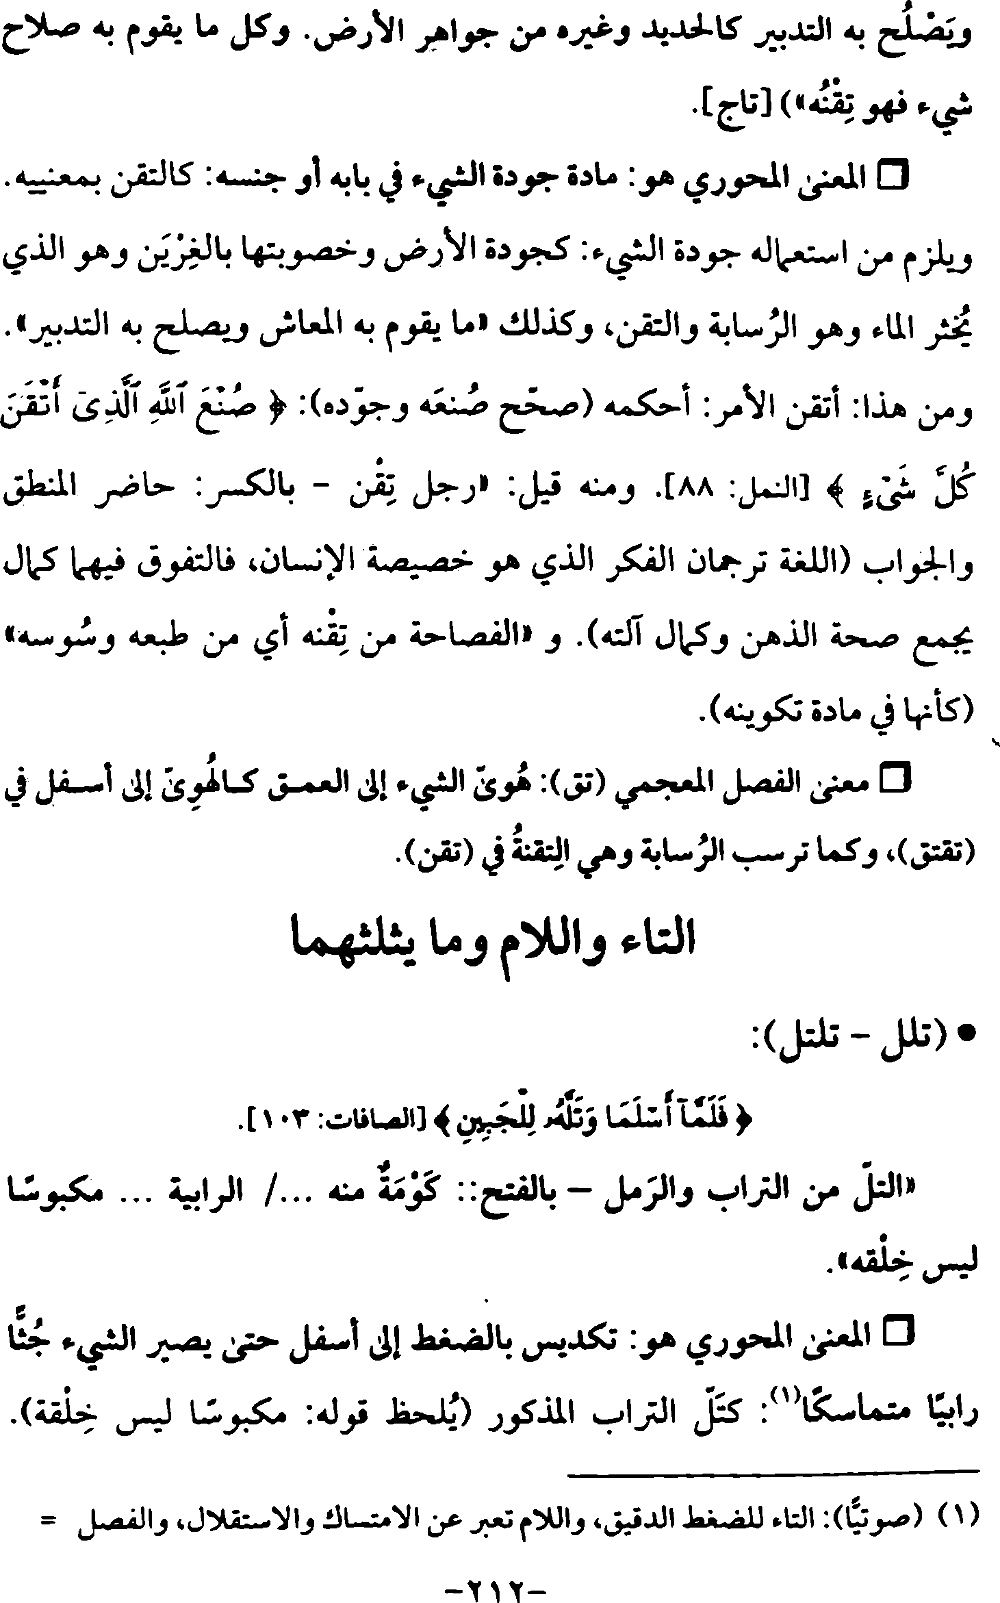 ويَصْلُح به التدبير كالحديد وغيره من جواهر الأرض. وكل ما يقوم به صلاح
شيء فهو تِقْنُه») [تاج].
❏ المعنى المحوري هو: مادة جودة الشيء في بابه أو جنسه: كالتقن بمعنييه.
ويلزم من استعماله جودة الشيء: كجودة الأرض وخصوبتها بالغِرْيَن وهو الذي
يُخثر الماء وهو الرُسابة والتقن، وكذلك «ما يقوم به المعاش ويصلح به التدبير».
ومن هذا: أتقن الأمر: أحكمه (صحّح صُنعَه وجوّده): ﴿ صُنْعَ ٱللَّهِ ٱلَّذِىٓ أَتْقَنَ
كُلَّ شَىْءٍ ﴾ [النمل: ٨٨]. ومنه قيل: «رجل تِقْن – بالكسر: حاضر المنطق
والجواب (اللغة ترجمان الفكر الذي هو خصيصة الإنسان، فالتفوق فيهما كمال
يجمع صحة الذهن وكمال آلته). و «الفصاحة من تِقْنه أي من طبعه وسُوسه»
(كأنها في مادة تكوينه).
❏ معنى الفصل المعجمي (تق): هُوىّ الشيء إلى العمـق كـالهُوِىّ إلى أسـفل في
(تقتق)، وكما ترسب الرُسابة وهي التِقنةُ في (تقن).
التاء واللام وما يثلثهما
• (تلل – تلتل):
﴿ فَلَمَّآ أَسْلَمَا وَتَلَّهُۥ لِلْجَبِينِ ﴾ [الصافات: ١٠٣].
«التلّ من التراب والرَمل – بالفتح:: كَوْمَةٌ منه .../ الرابية ... مكبوسًا
ليس خِلْقه».
❏ المعنى المحوري هو: تكديس بالضغط إلى أسفل حتى يصير الشيء جُثًّا
رابيًا متماسكًا(١): كتَلّ التراب المذكور (يُلحظ قوله: مكبوسًا ليس خِلْقة).
(١) (صوتيًّا): التاء للضغط الدقيق، واللام تعبر عن الامتساك والاستقلال، والفصل =
-٢١٢-